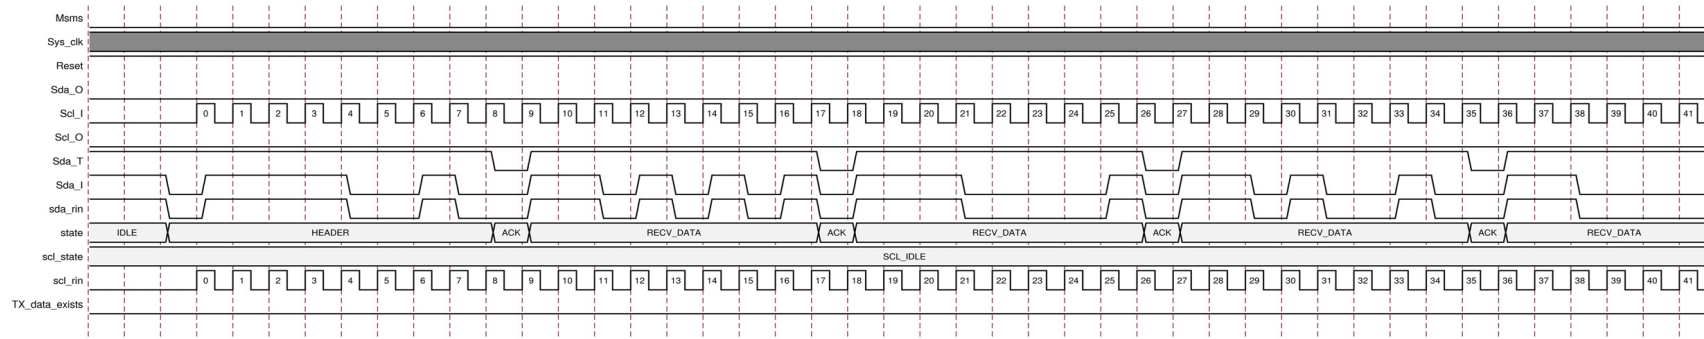 Msms
Sys_clk
Reset
Sda_O
Scl_I 0 1 2 3 4 5 6 7 8 9 10 11 12 13 14 15 16 17 18 19 20 21 22 23 24 25 26 27 28 29 30 31 32 33 34 35 36 37 38 39 40 41
Scl_O
Sda_T
Sda_I
sda_rin
state IDLE HEADER ACK RECV_DATA ACK RECV_DATA ACK RECV_DATA ACK RECV_DATA
scl_state SCL_IDLE
scl_rin 0 1 2 3 4 5 6 7 8 9 10 11 12 13 14 15 16 17 18 19 20 21 22 23 24 25 26 27 28 29 30 31 32 33 34 35 36 37 38 39 40 41
TX_data_exists